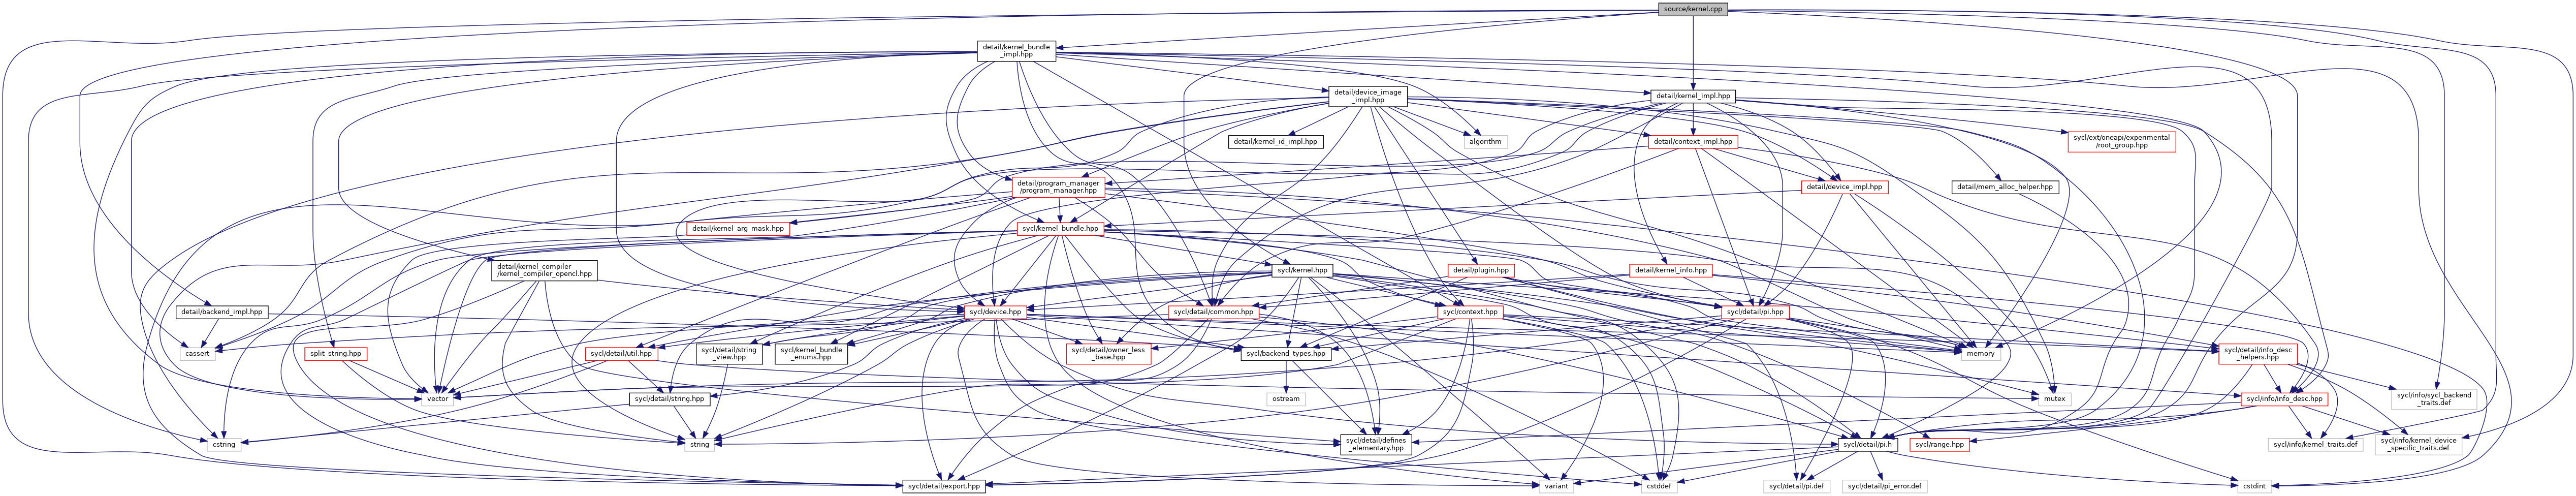 source/kernel.cpp
detail/kernel_bundle
_impl.hpp
detail/device_image
_impl.hpp
detail/kernel_impl.hpp
detail/kernel_id_impl.hpp
algorithm
detail/context_impl.hpp
sycl/ext/oneapi/experimental
/root_group.hpp
detail/program_manager
/program_manager.hpp
detail/device_impl.hpp
detail/mem_alloc_helper.hpp
detail/kernel_arg_mask.hpp
sycl/kernel_bundle.hpp
detail/kernel_compiler
/kernel_compiler_opencl.hpp
sycl/kernel.hpp
detail/plugin.hpp
detail/kernel_info.hpp
detail/backend_impl.hpp
sycl/device.hpp
sycl/detail/common.hpp
sycl/context.hpp
sycl/detail/pi.hpp
cassert
split_string.hpp
sycl/detail/util.hpp
sycl/detail/string
_view.hpp
sycl/kernel_bundle
_enums.hpp
sycl/detail/owner_less
_base.hpp
sycl/backend_types.hpp
memory
sycl/detail/info_desc
_helpers.hpp
vector
sycl/detail/string.hpp
ostream
mutex
sycl/info/info_desc.hpp
sycl/info/sycl_backend
_traits.def
cstring
string
sycl/detail/defines
_elementary.hpp
sycl/detail/pi.h
sycl/range.hpp
sycl/info/kernel_traits.def
sycl/info/kernel_device
_specific_traits.def
sycl/detail/export.hpp
variant
cstddef
sycl/detail/pi.def
sycl/detail/pi_error.def
cstdint